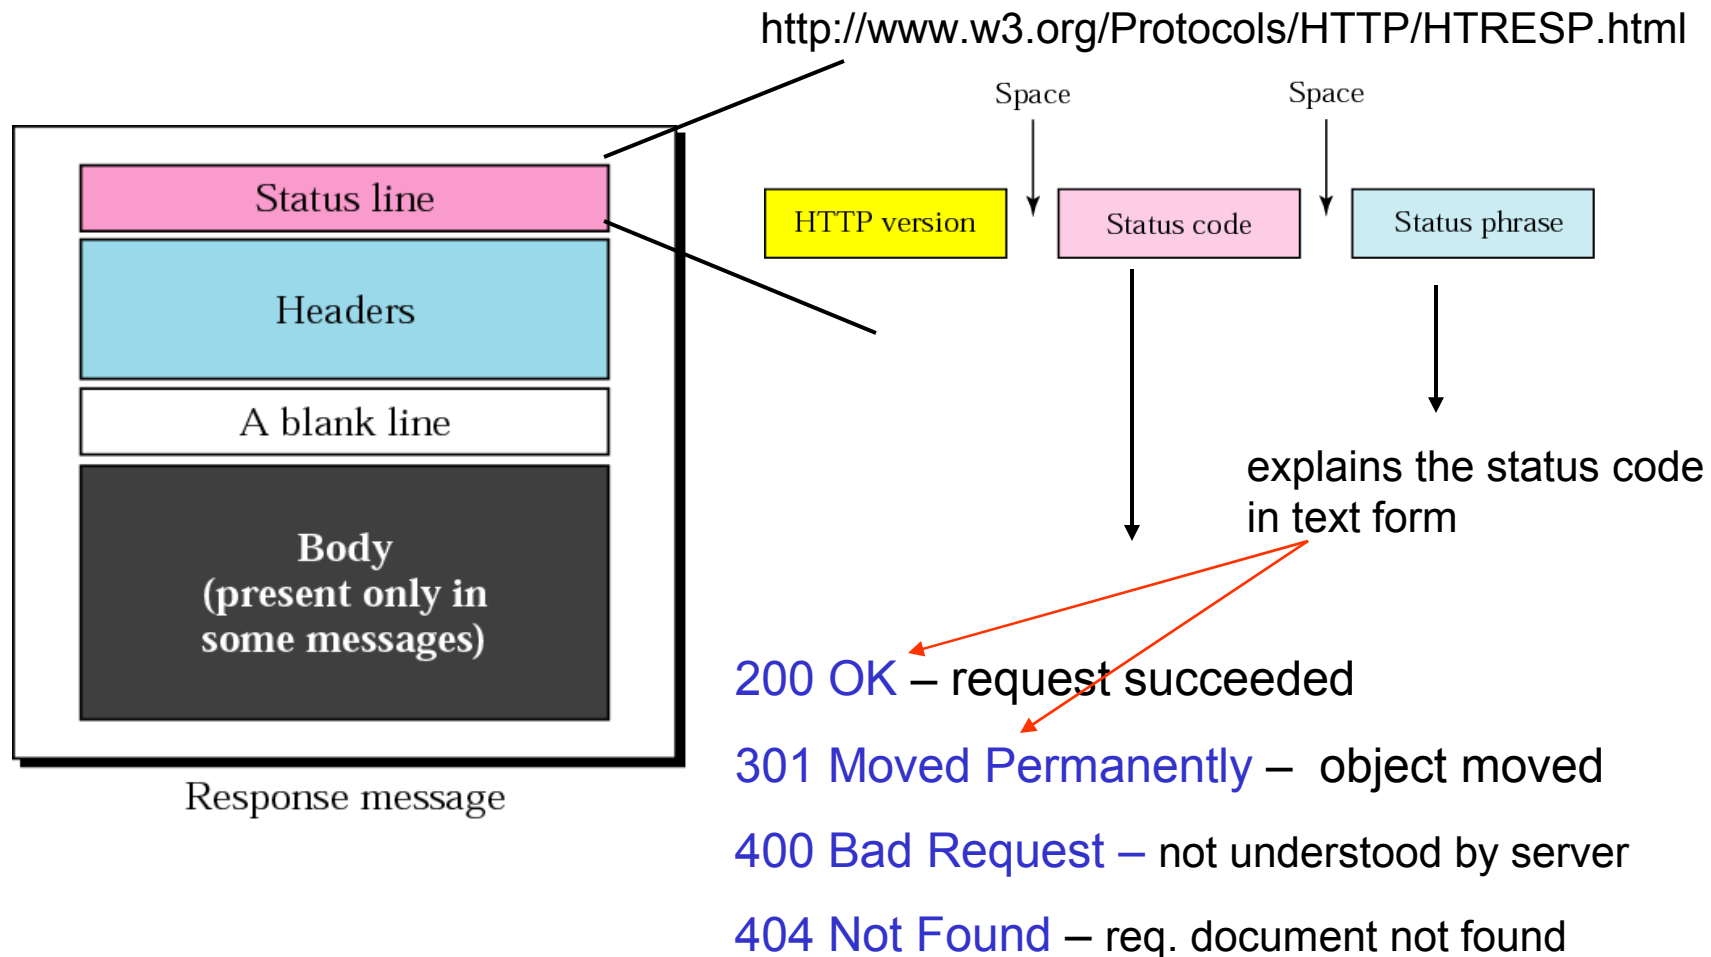 http://www.w3.org/Protocols/HTTP/HTRESP.html
Space
Space
HTTP version
Status code
Status phrase
Status line
Headers
A blank line
Body
(present only in
some messages)
Response message
explains the status code
in text form
200 OK – request succeeded
301 Moved Permanently – object moved
400 Bad Request – not understood by server
404 Not Found – req. document not found